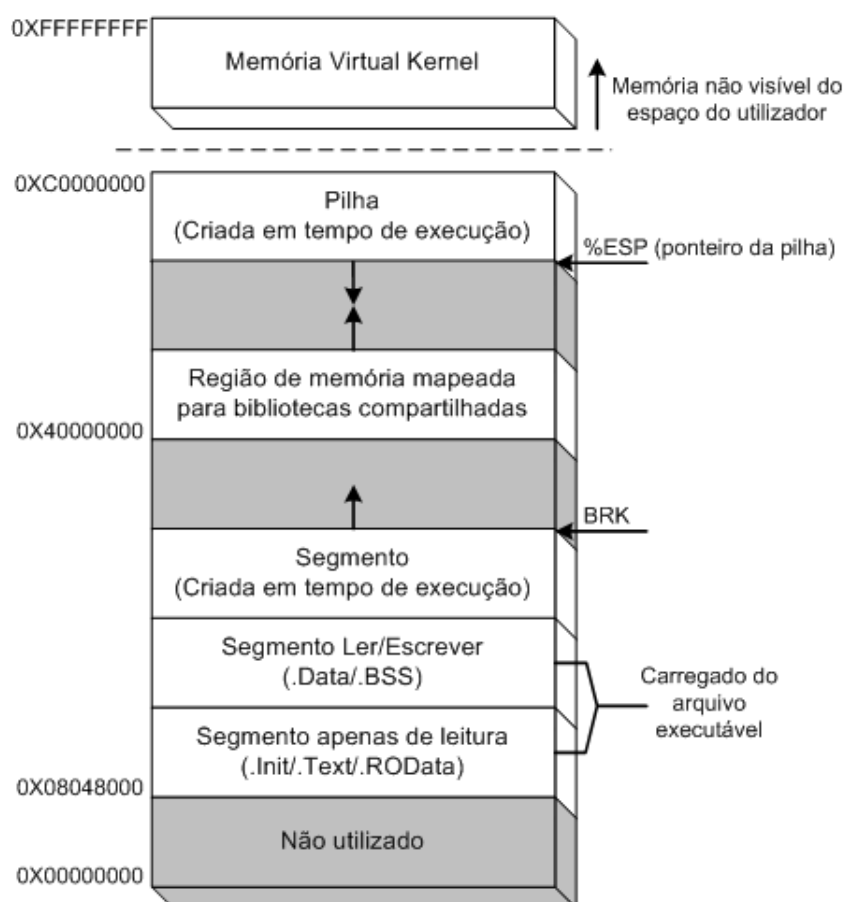 0XFFFFFFFF
Memória Virtual Kernel
Memória não visível do
espaço do utilizador
0XC0000000
Pilha
(Criada em tempo de execução)
%ESP (ponteiro da pilha)
Região de memória mapeada
para bibliotecas compartilhadas
0X40000000
BRK
Segmento
(Criada em tempo de execução)
Segmento Ler/Escrever
(.Data/.BSS)
Carregado do
arquivo
executável
Segmento apenas de leitura
(.Init/.Text/.ROData)
0X08048000
Não utilizado
0X00000000